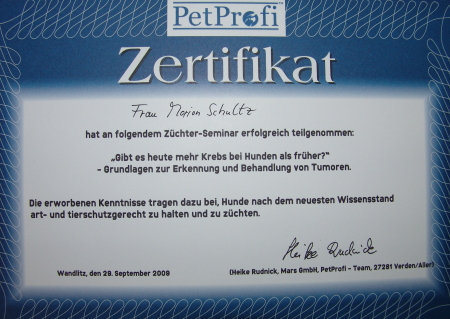 PetProfi
Zertifikat
Frau Marion Schultz
hat an folgendem Züchter-Seminar erfolgreich teilgenommen:
„Gibt es heute mehr Krebs bei Hunden als früher?"
- Grundlagen zur Erkennung und Behandlung von Tumoren.
Die erworbenen Kenntnisse tragen dazu bei, Hunde nach dem neuesten Wissensstand
art- und tierschutzgerecht zu halten und zu züchten.
Heike Rudnick
Wandlitz, den 29. September 2009
(Heike Rudnick, Mars GmbH, PetProfi - Team, 27281 Verden/Aller)